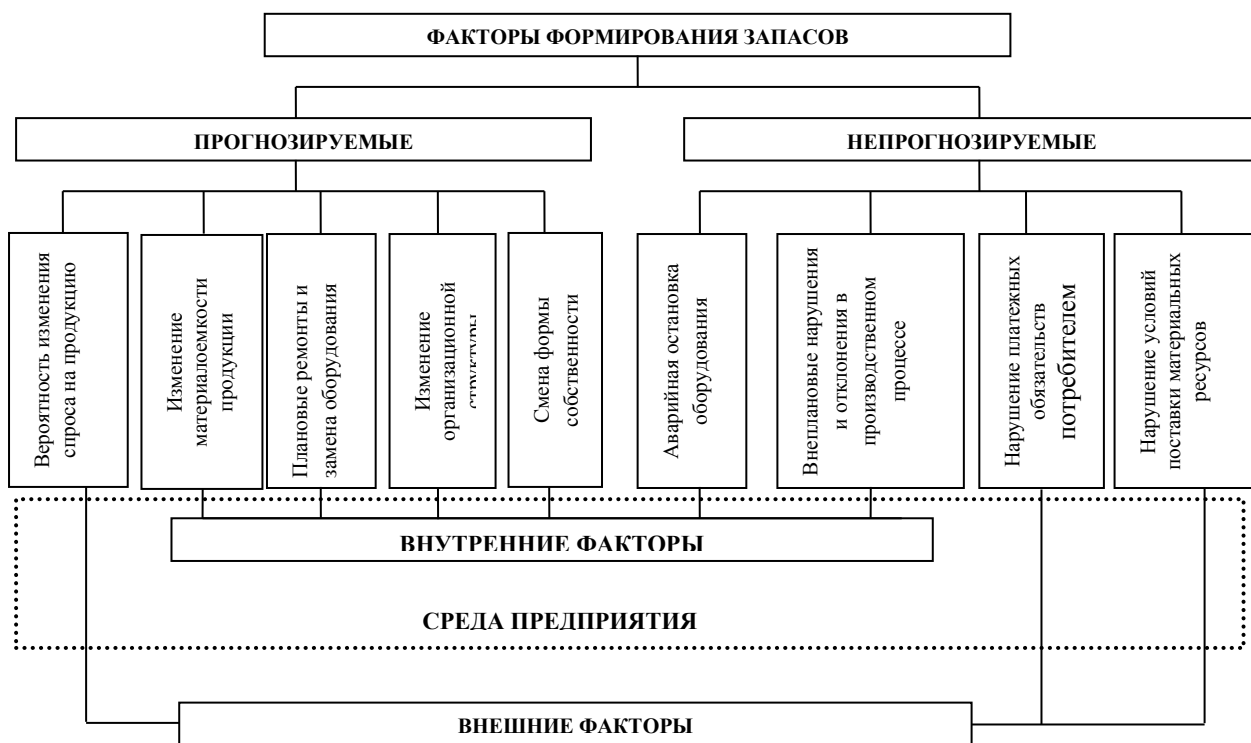 ФАКТОРЫ ФОРМИРОВАНИЯ ЗАПАСОВ
ПРОГНОЗИРУЕМЫЕ
НЕПРОГНОЗИРУЕМЫЕ
Вероятность изменения
спроса на продукцию
Изменение
материалоемкости
продукции
Плановые ремонты и
замена оборудования
Изменение
организационной
структуры
Смена формы
собственности
Аварийная остановка
оборудования
Внеплановые нарушения
и отклонения в
производственном
процессе
Нарушение платежных
обязательств
потребителем
Нарушение условий
поставки материальных
ресурсов
ВНУТРЕННИЕ ФАКТОРЫ
СРЕДА ПРЕДПРИЯТИЯ
ВНЕШНИЕ ФАКТОРЫ